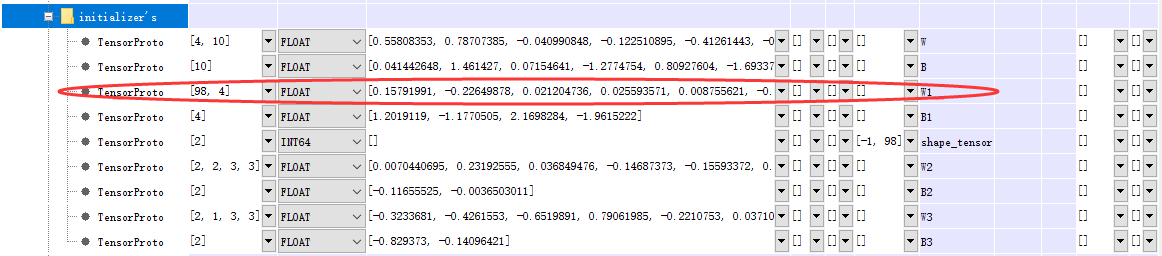 initializer's
TensorProto [4, 10] FLOAT [0.55808353, 0.78707385, -0.040990848, -0.122510895, -0.41261443, -0 [] [] [] [] W [] []
TensorProto [10] FLOAT [0.041442648, 1.461427, 0.07154641, -1.2774754, 0.80927604, -1.69337 [] [] [] [] B [] []
TensorProto [98, 4] FLOAT [0.15791991, -0.22649878, 0.021204736, 0.025593571, 0.008755621, -0. [] [] [] [] W1 [] []
TensorProto [4] FLOAT [1.2019119, -1.1770505, 2.1698284, -1.9615222] [] [] [] [] B1 [] []
TensorProto [2] INT64 [] [] [] [] [-1, 98] shape_tensor [] []
TensorProto [2, 2, 3, 3] FLOAT [0.0070440695, 0.23192555, 0.036849476, -0.14687373, -0.15593372, 0. [] [] [] [] W2 [] []
TensorProto [2] FLOAT [-0.11655525, -0.0036503011] [] [] [] [] B2 [] []
TensorProto [2, 1, 3, 3] FLOAT [-0.3233681, -0.4261553, -0.6519891, 0.79061985, -0.2210753, 0.03710 [] [] [] [] W3 [] []
TensorProto [2] FLOAT [-0.829373, -0.14096421] [] [] [] [] B3 [] []